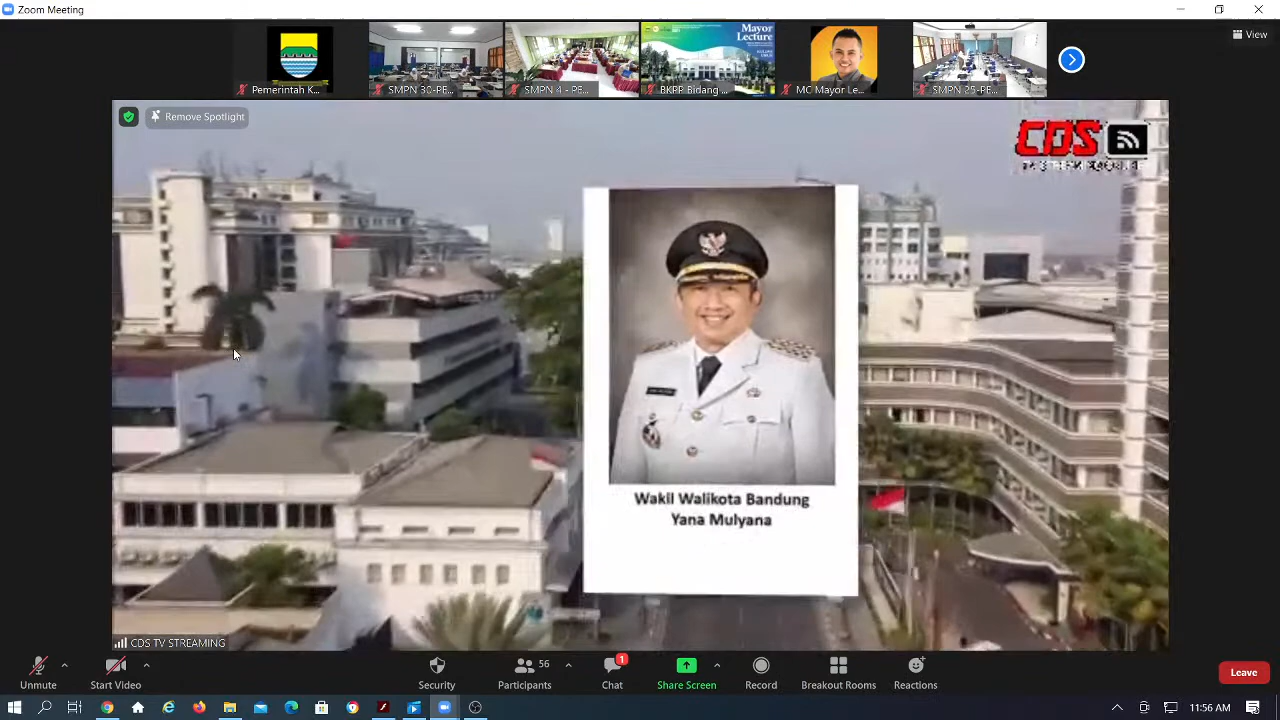 Zoom Meeting
View
Pemerintah K...
SMPN 30-PE...
SMPN 4 - PE...
Mayor
Lecture
BKPP Bidang ...
MC Mayor Le...
SMPN 25-PE...
Remove Spotlight
CDS
Wakil Walikota Bandung
Yana Mulyana
CDS TV STREAMING
Unmute
Start Video
Security
56
Participants
1
Chat
Share Screen
Record
Breakout Rooms
Reactions
Leave
11:56 AM